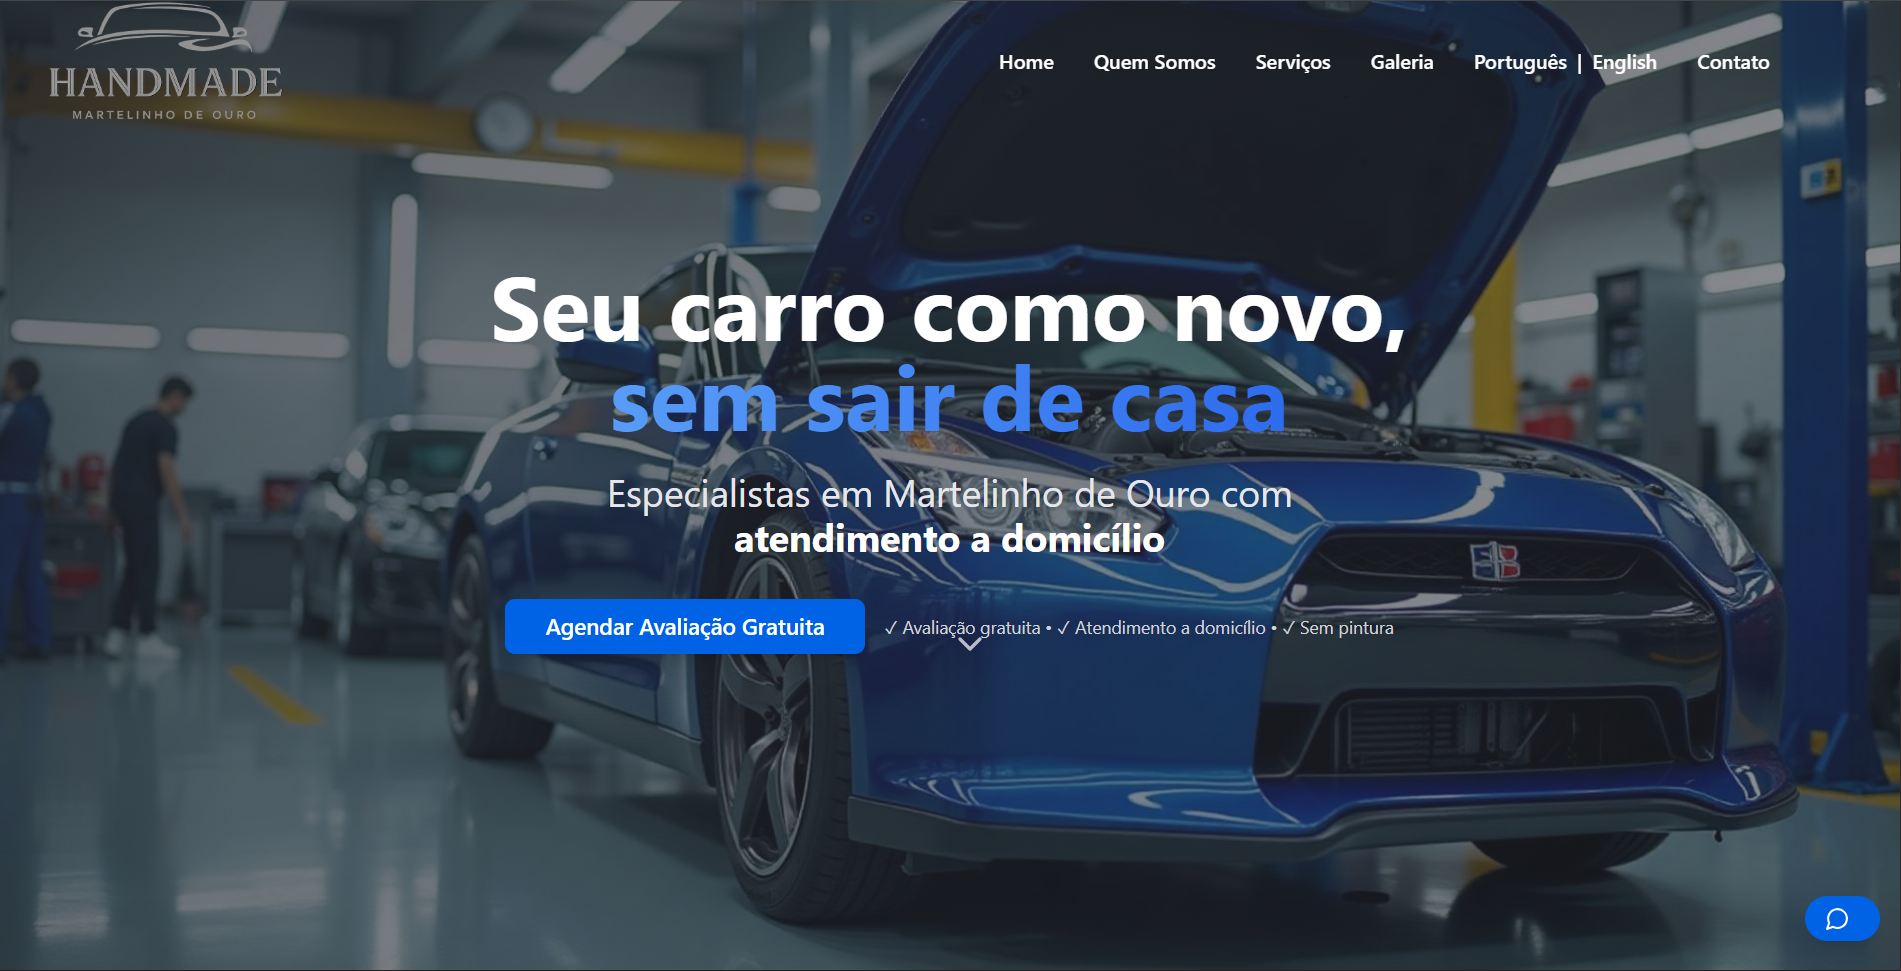 HANDMADE
MARTELINHO DE OURO
Home Quem Somos Serviços Galeria Português | English Contato
Seu carro como novo,
sem sair de casa
Especialistas em Martelinho de Ouro com
atendimento a domicílio
Agendar Avaliação Gratuita
✓ Avaliação gratuita • ✓ Atendimento a domicílio • ✓ Sem pintura